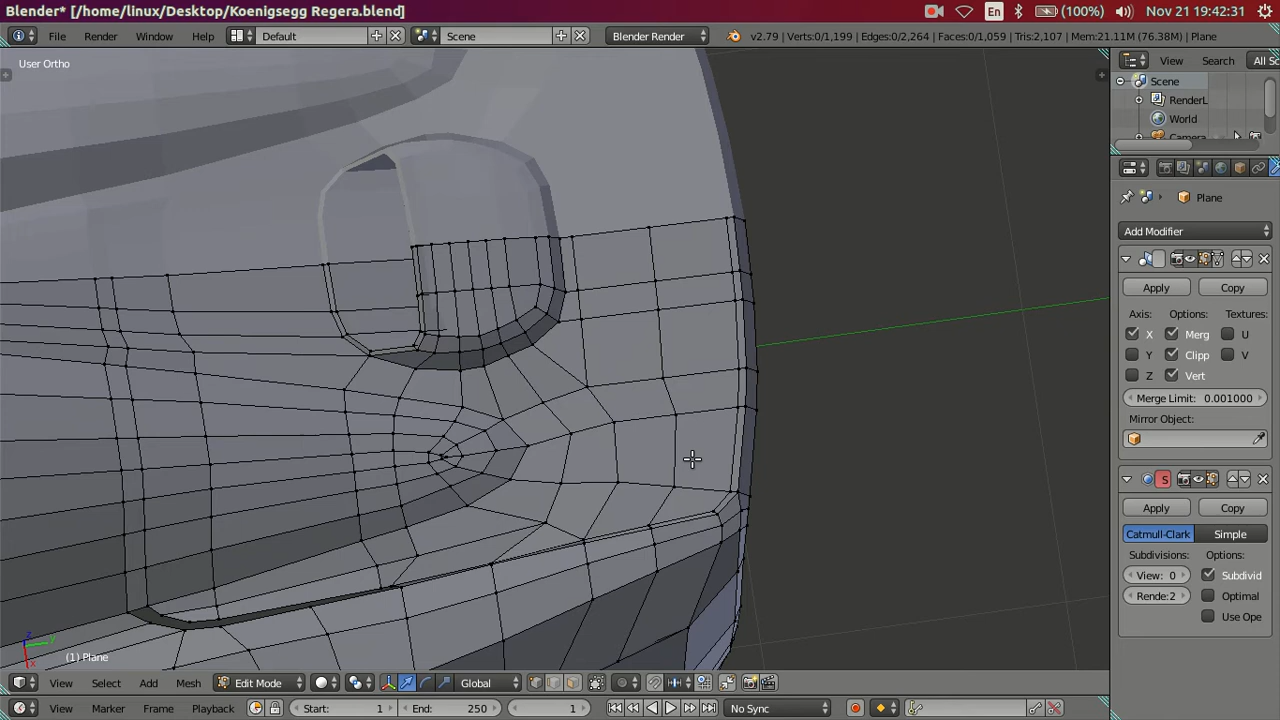 Blender* [/home/linux/Desktop/Koenigsegg Regera.blend]
En
(100%)
Nov 21 19:42:31
File
Render
Window
Help
Default
Scene
Blender Render
v2.79 | Verts:0/1,199 | Edges:0/2,264 | Faces:0/1,059 | Tris:2,107 | Mem:21.11M (76.38M) | Plane
View
Search
All Sc
User Ortho
Scene
RenderL
World
Camera
Plane
Add Modifier
Apply
Copy
Axis:
Options:
Textures:
X
Merg
U
Y
Clipp
V
Z
Vert
Merge Limit: 0.001000
Mirror Object:
S
Apply
Copy
Catmull-Clark
Simple
Subdivisions:
Options:
View: 0
Subdivid
Rende:2
Optimal
Use Ope
z
y
x
(1) Plane
View
Select
Add
Mesh
Edit Mode
Global
View
Marker
Frame
Playback
Start:
1
End:
250
1
No Sync